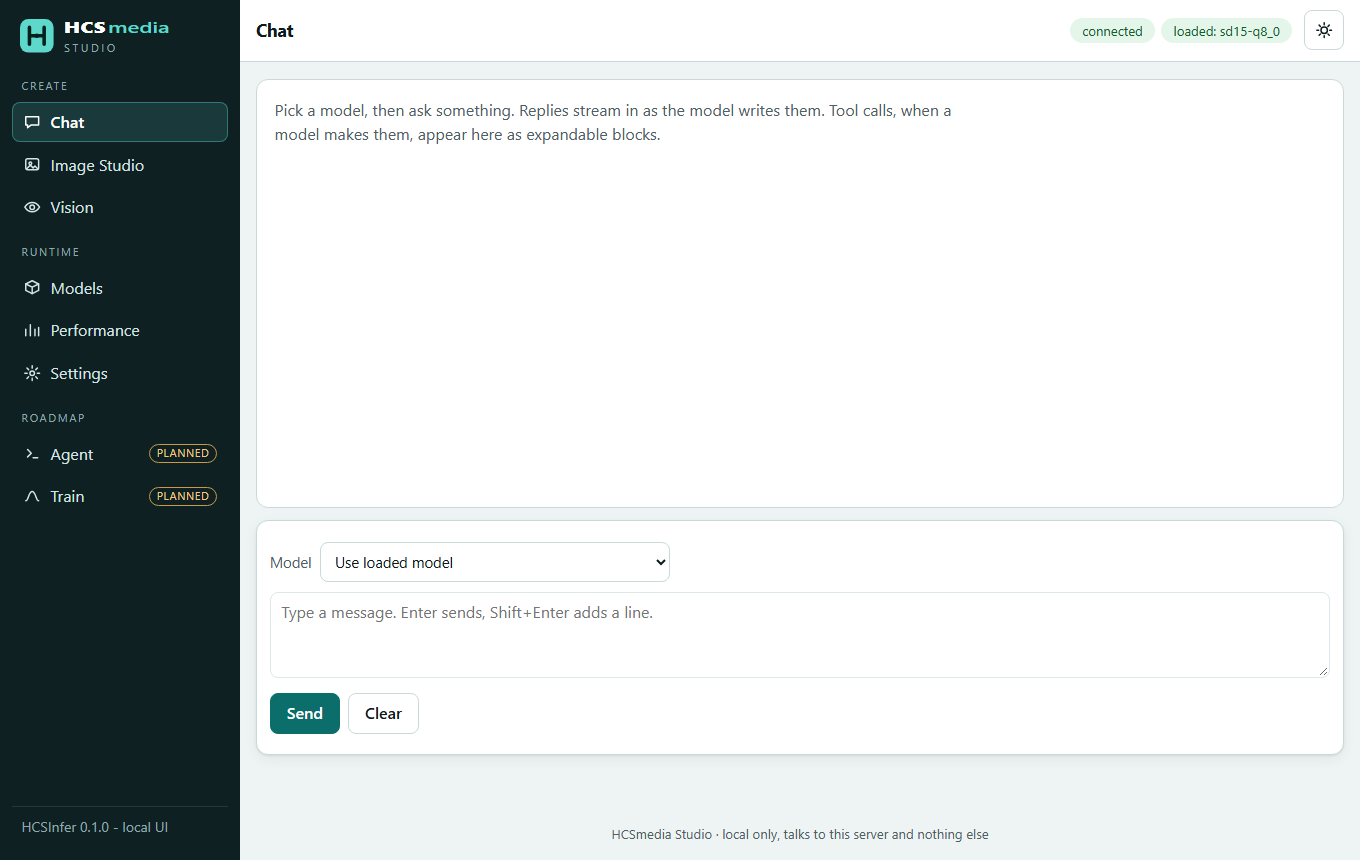 HCSmedia
STUDIO
CREATE
Chat
Image Studio
Vision
RUNTIME
Models
Performance
Settings
ROADMAP
Agent PLANNED
Train PLANNED
HCSInfer 0.1.0 - local UI
Chat
connected
loaded: sd15-q8_0
Pick a model, then ask something. Replies stream in as the model writes them. Tool calls, when a
model makes them, appear here as expandable blocks.
Model Use loaded model
Type a message. Enter sends, Shift+Enter adds a line.
Send Clear
HCSmedia Studio · local only, talks to this server and nothing else